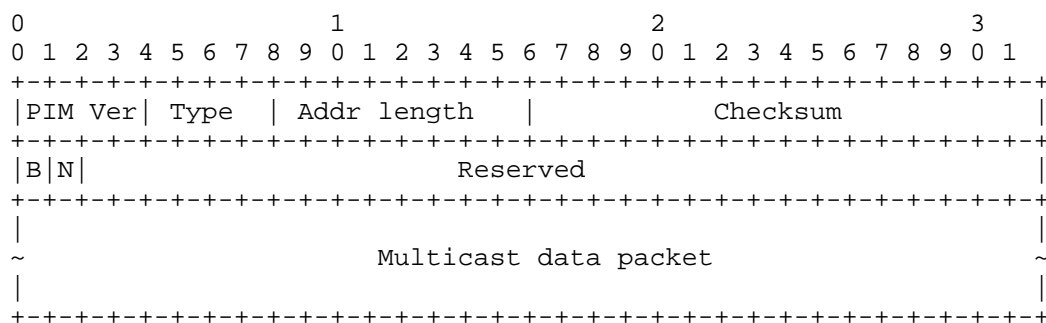 0                   1                   2                   3
0 1 2 3 4 5 6 7 8 9 0 1 2 3 4 5 6 7 8 9 0 1 2 3 4 5 6 7 8 9 0 1
+-+-+-+-+-+-+-+-+-+-+-+-+-+-+-+-+-+-+-+-+-+-+-+-+-+-+-+-+-+-+-+-+
|PIM Ver| Type  | Addr length   |           Checksum            |
+-+-+-+-+-+-+-+-+-+-+-+-+-+-+-+-+-+-+-+-+-+-+-+-+-+-+-+-+-+-+-+-+
|B|N|                       Reserved                            |
+-+-+-+-+-+-+-+-+-+-+-+-+-+-+-+-+-+-+-+-+-+-+-+-+-+-+-+-+-+-+-+-+
|                                                               |
~                      Multicast data packet                    ~
|                                                               |
+-+-+-+-+-+-+-+-+-+-+-+-+-+-+-+-+-+-+-+-+-+-+-+-+-+-+-+-+-+-+-+-+